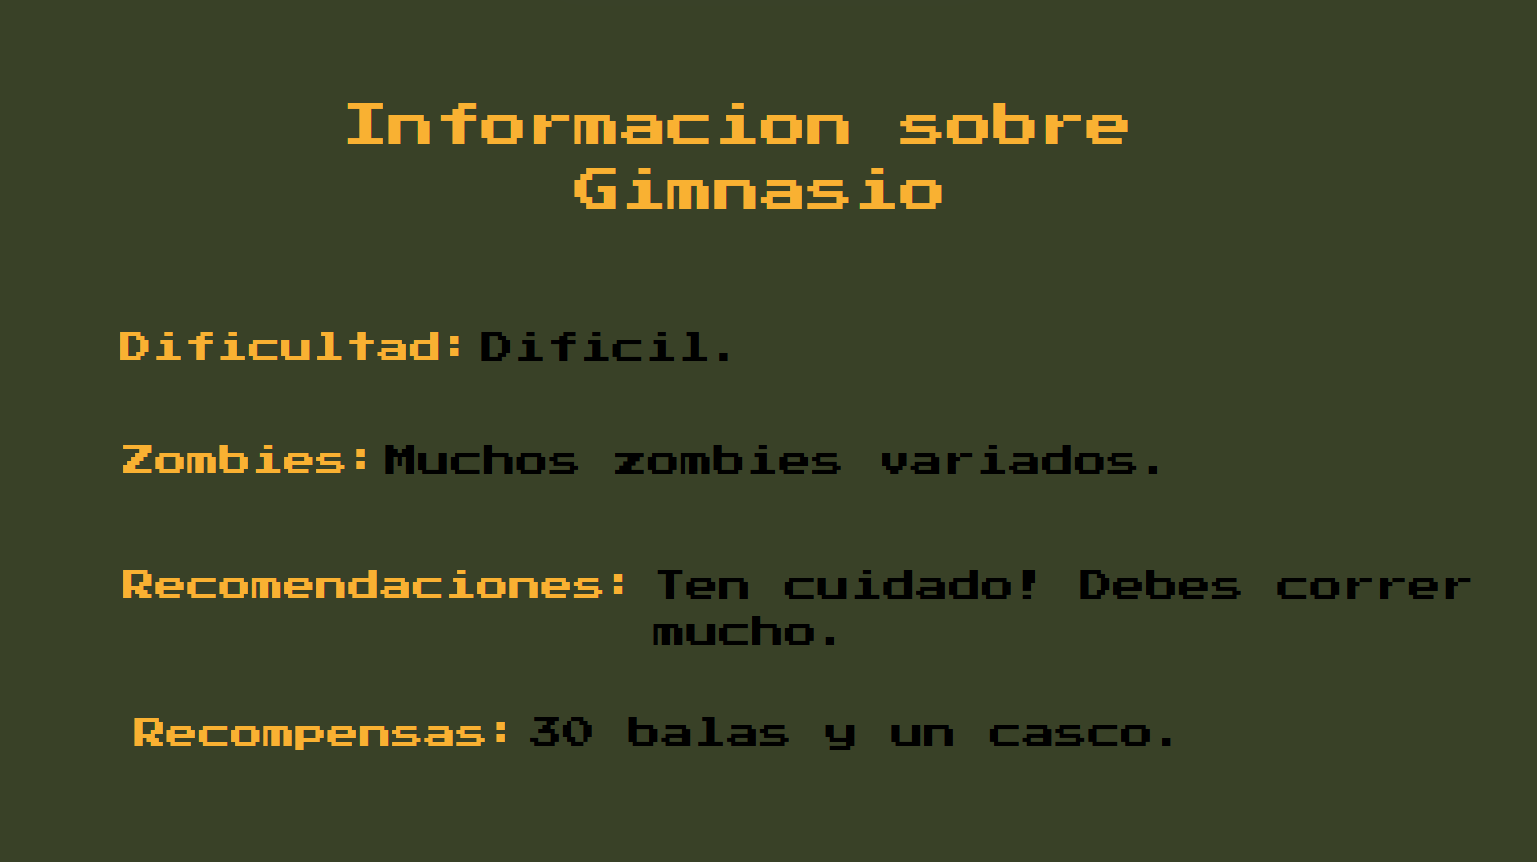 Informacion sobre
Gimnasio
Dificultad: Dificil.
Zombies: Muchos zombies variados.
Recomendaciones: Ten cuidado! Debes correr
mucho.
Recompensas: 30 balas y un casco.